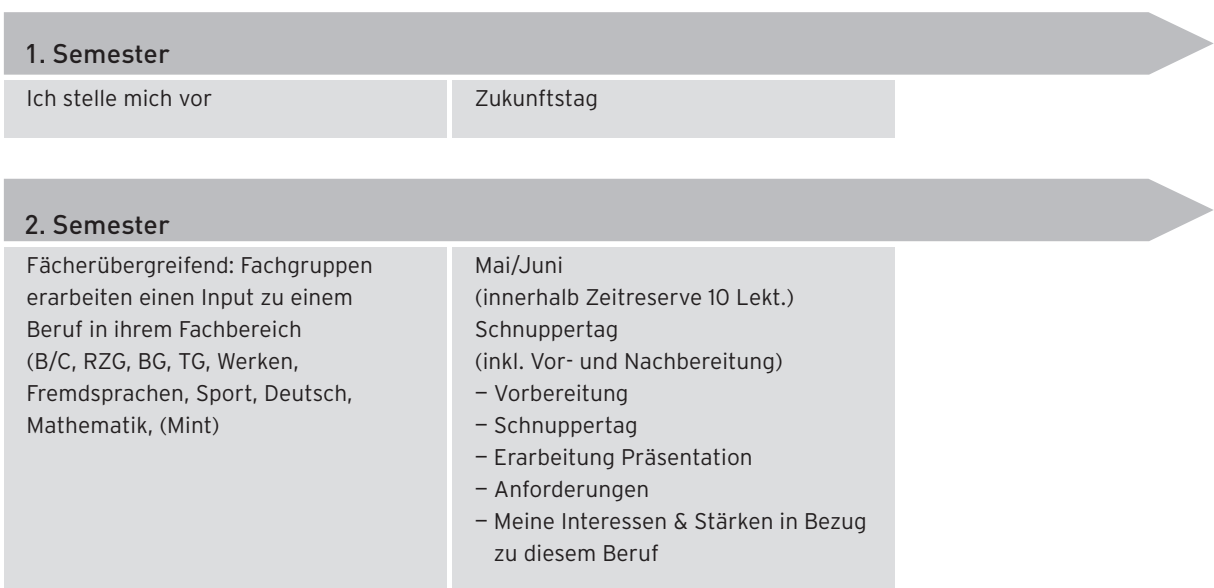 1. Semester
Ich stelle mich vor
Zukunftstag
2. Semester
Fächerübergreifend: Fachgruppen
erarbeiten einen Input zu einem
Beruf in ihrem Fachbereich
(B/C, RZG, BG, TG, Werken,
Fremdsprachen, Sport, Deutsch,
Mathematik, (Mint)
Mai/Juni
(innerhalb Zeitreserve 10 Lekt.)
Schnuppertag
(inkl. Vor- und Nachbereitung)
– Vorbereitung
– Schnuppertag
– Erarbeitung Präsentation
– Anforderungen
– Meine Interessen & Stärken in Bezug
zu diesem Beruf